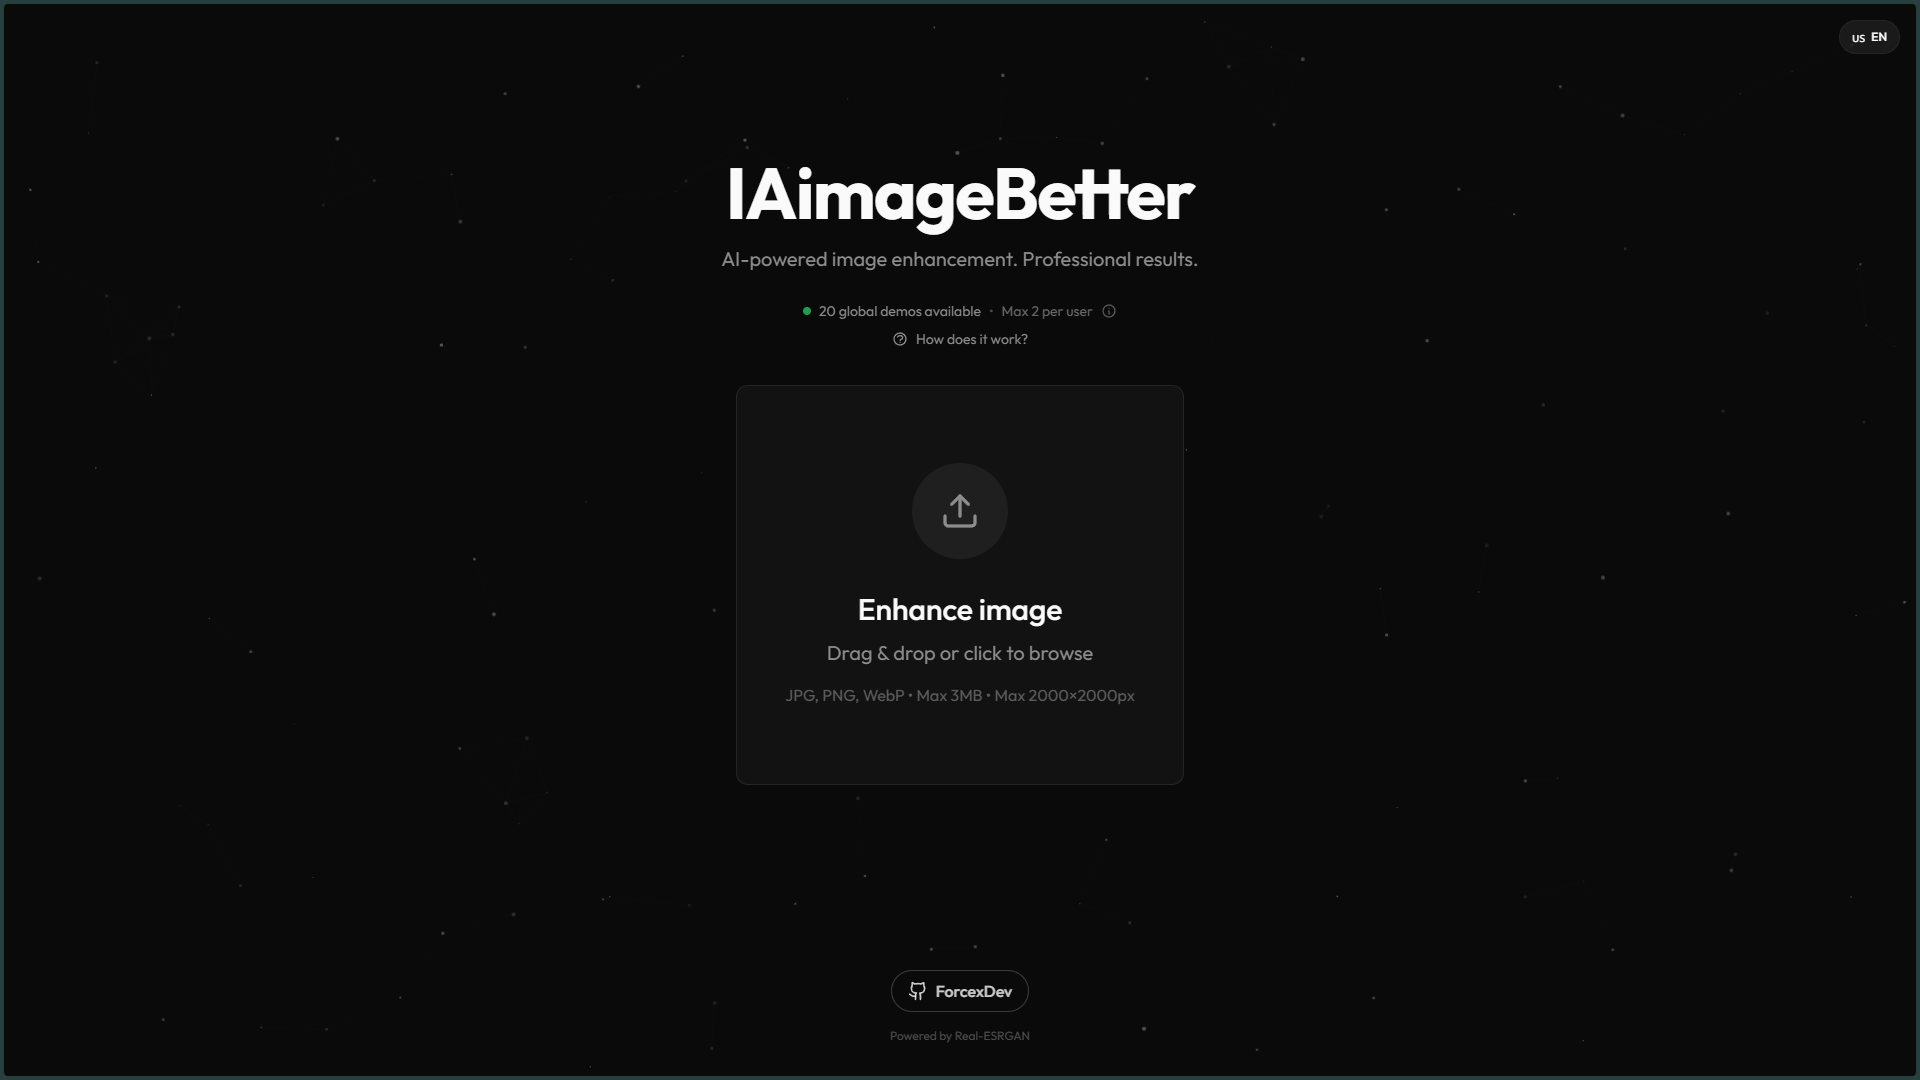 US EN
IAimageBetter
AI-powered image enhancement. Professional results.
20 global demos available • Max 2 per user
How does it work?
Enhance image
Drag & drop or click to browse
JPG, PNG, WebP • Max 3MB • Max 2000×2000px
ForcexDev
Powered by Real-ESRGAN